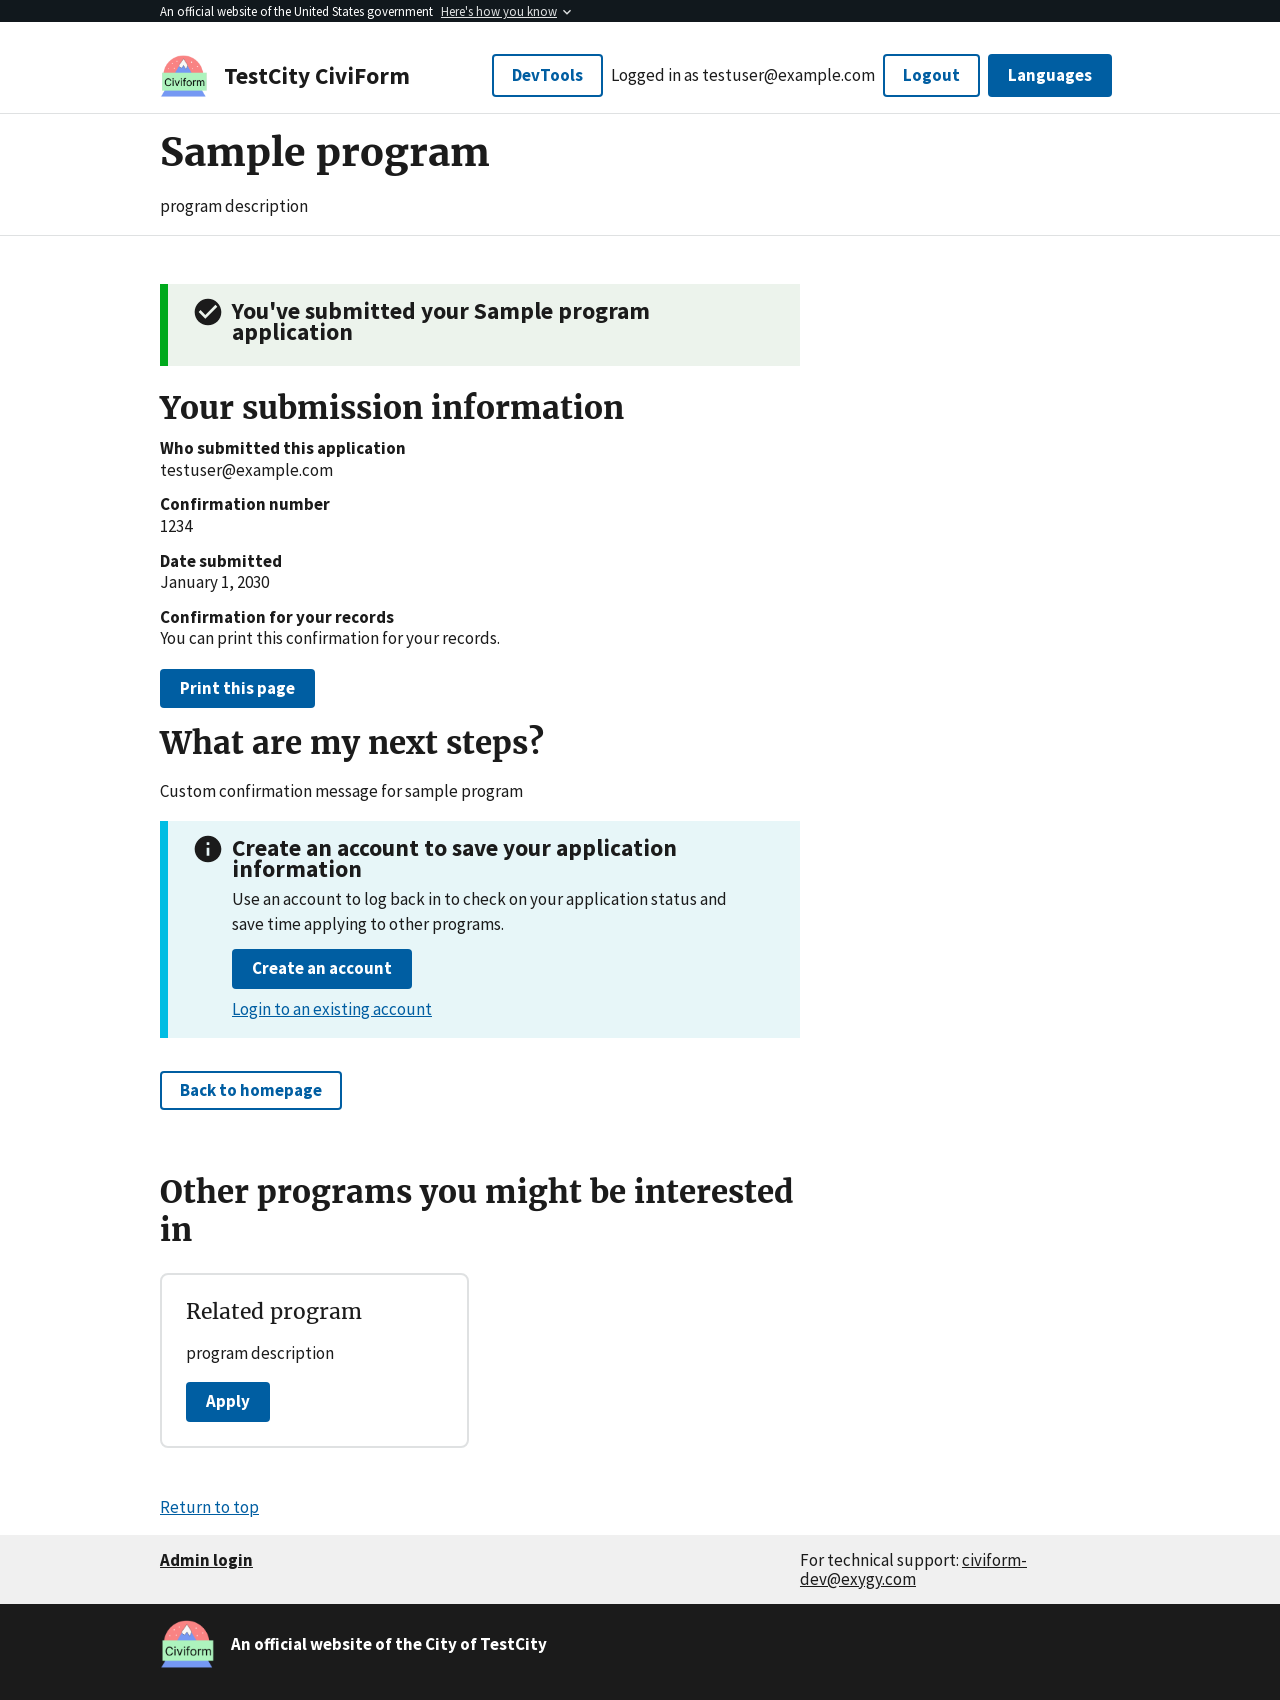 An official website of the United States government Here's how you know
Civiform
TestCity CiviForm
DevTools
Logged in as testuser@example.com
Logout
Languages
Sample program
program description
You've submitted your Sample program
application
Your submission information
Who submitted this application
testuser@example.com
Confirmation number
1234
Date submitted
January 1, 2030
Confirmation for your records
You can print this confirmation for your records.
Print this page
What are my next steps?
Custom confirmation message for sample program
Create an account to save your application
information
Use an account to log back in to check on your application status and
save time applying to other programs.
Create an account
Login to an existing account
Back to homepage
Other programs you might be interested
in
Related program
program description
Apply
Return to top
Admin login
For technical support: civiform-
dev@exygy.com
Civiform
An official website of the City of TestCity